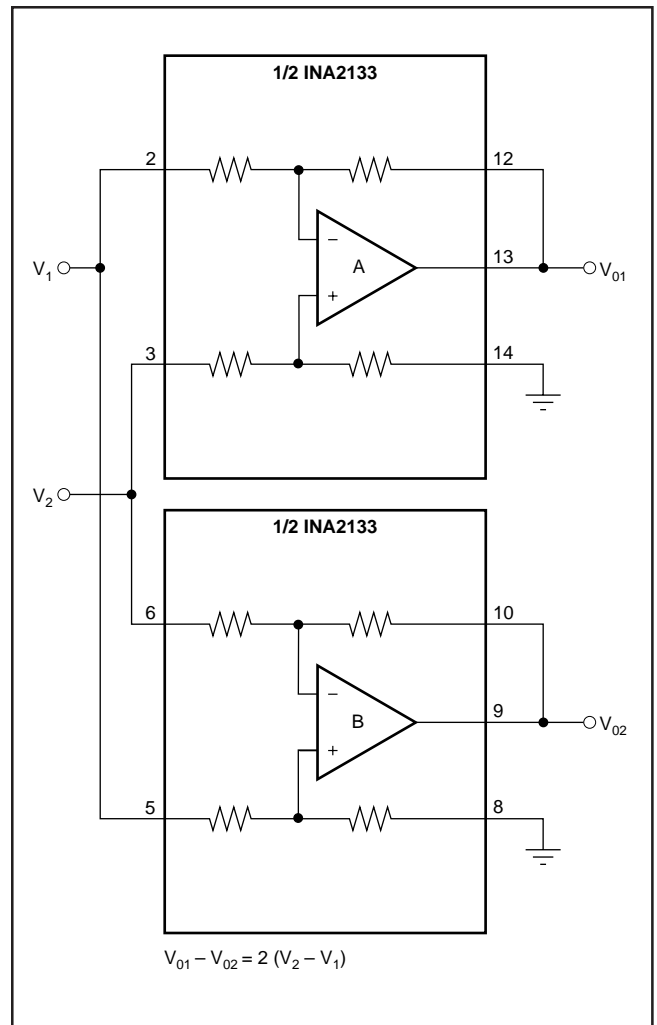 1/2 INA2133
2
12
−
V₁
A
13
V₀₁
+
3
14
V₂
1/2 INA2133
6
10
−
B
9
V₀₂
+
5
8
V₀₁ – V₀₂ = 2 (V₂ – V₁)